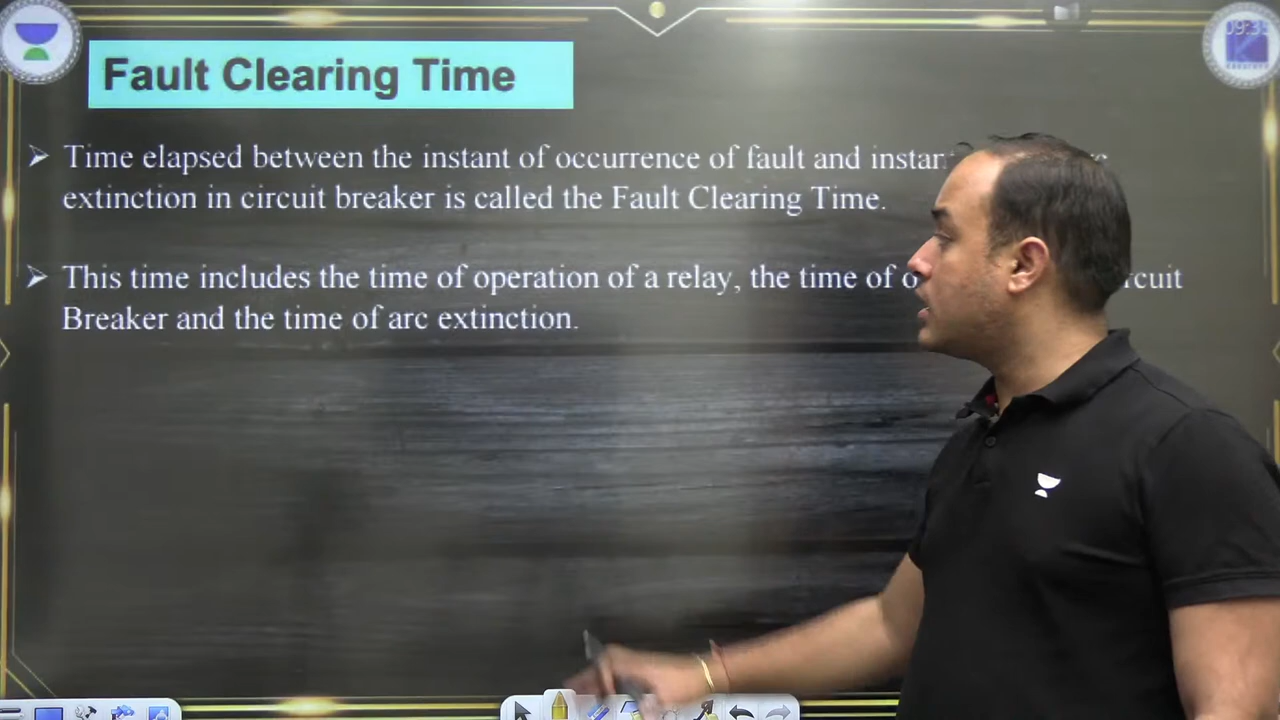 Fault Clearing Time
➢ Time elapsed between the instant of occurrence of fault and
extinction in circuit breaker is called the Fault Clearing Time.
➢ This time includes the time of operation of a relay, the time of
Breaker and the time of arc extinction.